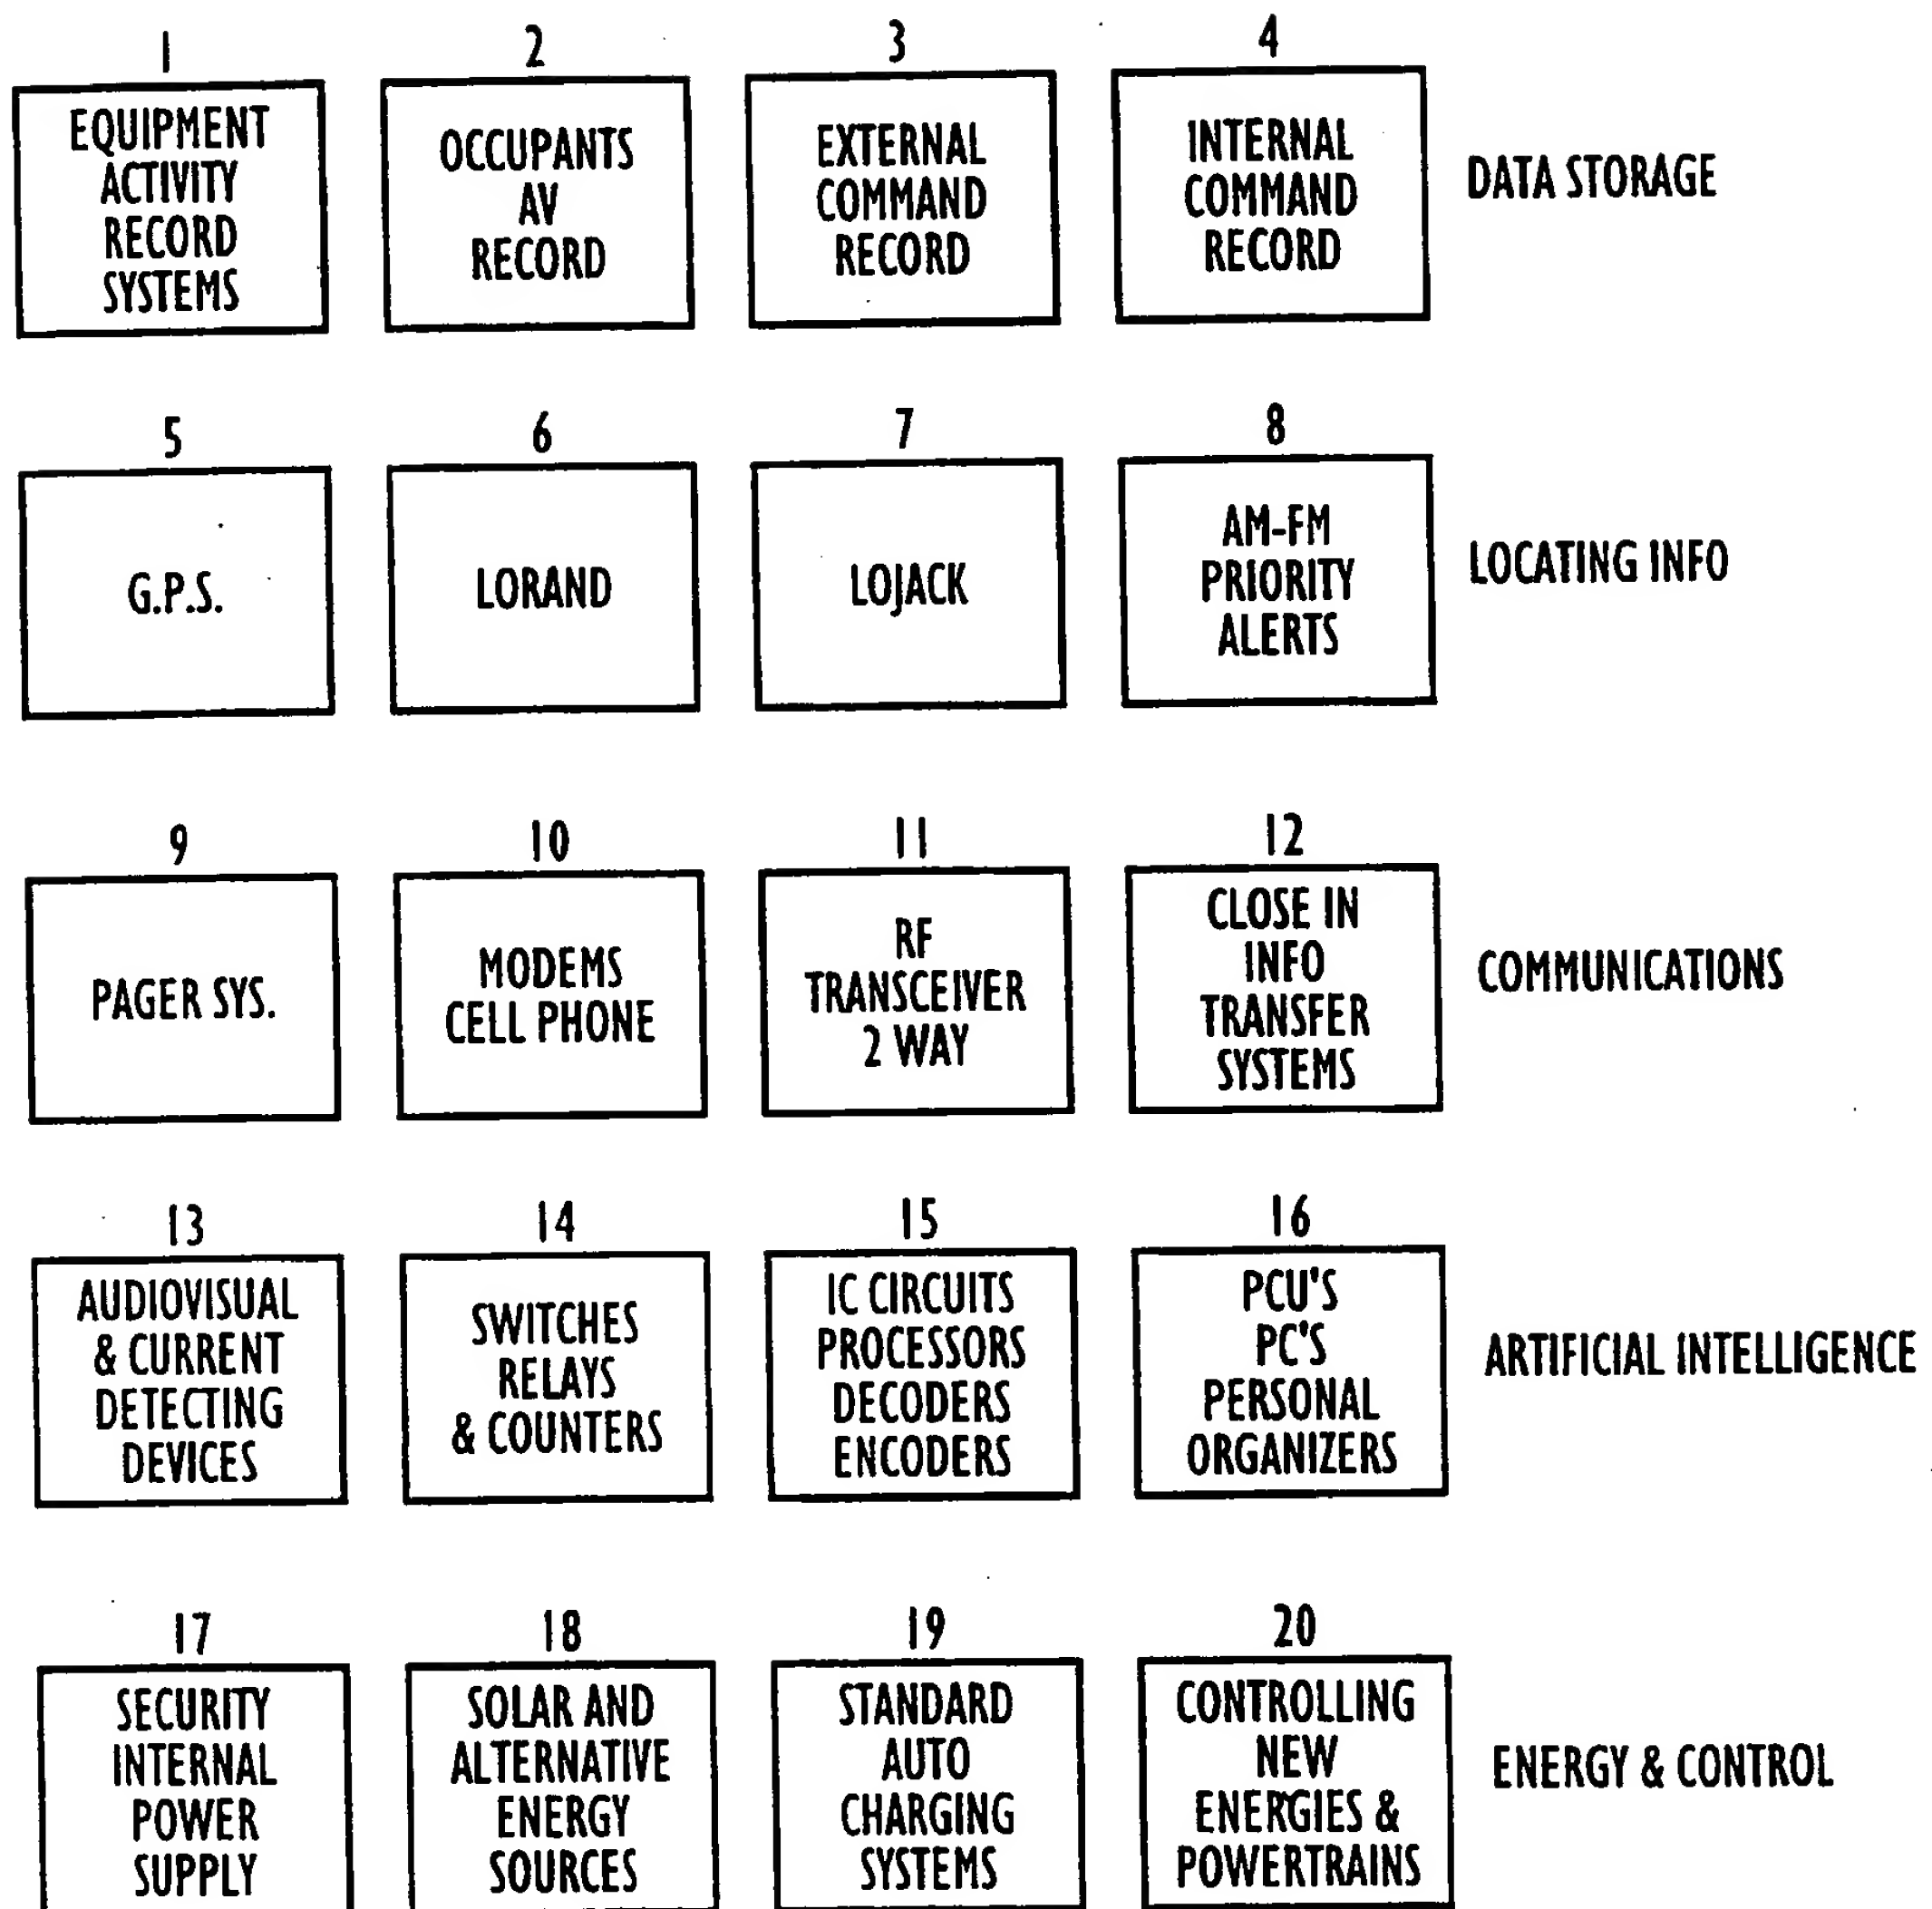 1
EQUIPMENT
ACTIVITY
RECORD
SYSTEMS
2
OCCUPANTS
AV
RECORD
3
EXTERNAL
COMMAND
RECORD
4
INTERNAL
COMMAND
RECORD
DATA STORAGE
5
G.P.S.
6
LORAND
7
LOJACK
8
AM-FM
PRIORITY
ALERTS
LOCATING INFO
9
PAGER SYS.
10
MODEMS
CELL PHONE
11
RF
TRANSCEIVER
2 WAY
12
CLOSE IN
INFO
TRANSFER
SYSTEMS
COMMUNICATIONS
13
AUDIOVISUAL
& CURRENT
DETECTING
DEVICES
14
SWITCHES
RELAYS
& COUNTERS
15
IC CIRCUITS
PROCESSORS
DECODERS
ENCODERS
16
PCU'S
PC'S
PERSONAL
ORGANIZERS
ARTIFICIAL INTELLIGENCE
17
SECURITY
INTERNAL
POWER
SUPPLY
18
SOLAR AND
ALTERNATIVE
ENERGY
SOURCES
19
STANDARD
AUTO
CHARGING
SYSTEMS
20
CONTROLLING
NEW
ENERGIES &
POWERTRAINS
ENERGY & CONTROL